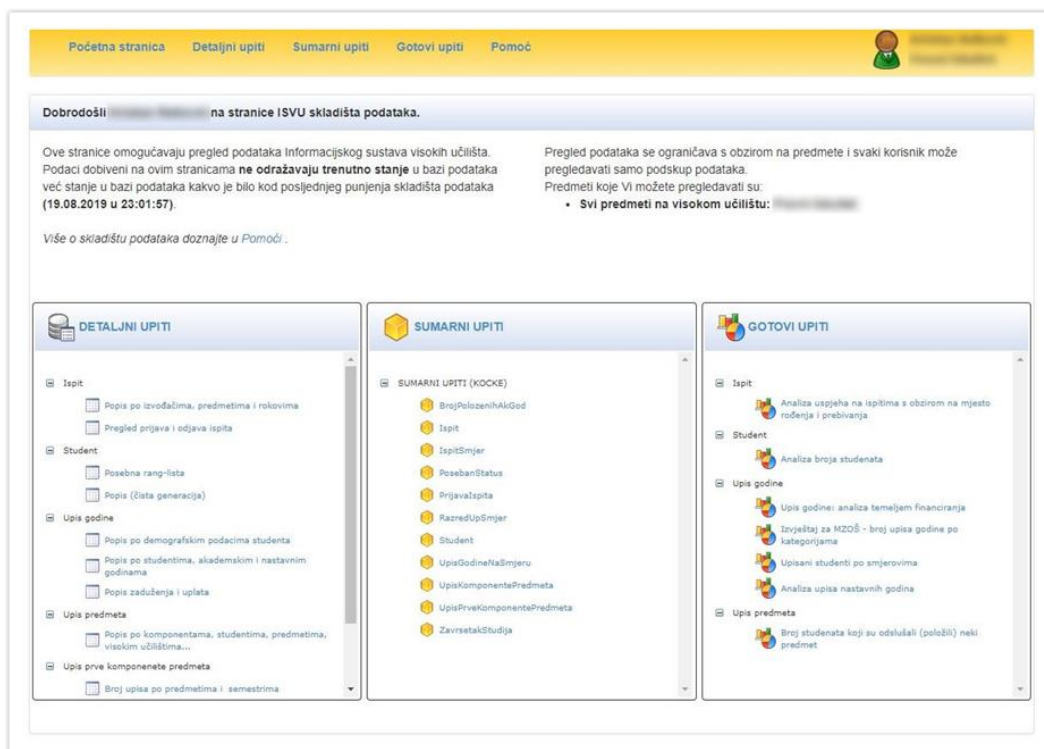 Početna stranica Detaljni upiti Sumarni upiti Gotovi upiti Pomoć
Dobrodošli na stranice ISVU skladišta podataka.
Ove stranice omogućavaju pregled podataka Informacijskog sustava visokih učilišta.
Podaci dobiveni na ovim stranicama ne odražavaju trenutno stanje u bazi podataka
već stanje u bazi podataka kakvo je bilo kod posljednjeg punjenja skladišta podataka
(19.08.2019 u 23:01:57).
Više o skladištu podataka doznajte u Pomoći .
Pregled podataka se ograničava s obzirom na predmete i svaki korisnik može
pregledavati samo podskup podataka.
Predmeti koje Vi možete pregledavati su:
• Svi predmeti na visokom učilištu:
DETALJNI UPITI
Ispit
Popis po izvođačima, predmetima i rokovima
Pregled prijava i odjava ispita
Student
Posebna rang-lista
Popis (čista generacija)
Upis godine
Popis po demografskim podacima studenta
Popis po studentima, akademskim i nastavnim
godinama
Popis zaduženja i uplata
Upis predmeta
Popis po komponentama, studentima, predmetima,
visokim učilištima...
Upis prve komponenete predmeta
Broj upisa po predmetima i semestrima
SUMARNI UPITI
SUMARNI UPITI (KOCKE)
BrojPolozenihAkGod
Ispit
IspitSmjer
PosebanStatus
PrijavaIspita
RazredUpSmjer
Student
UpisGodineNaSmjeru
UpisKomponentePredmeta
UpisPrveKomponentePredmeta
ZavrsetakStudija
GOTOVI UPITI
Ispit
Analiza uspjeha na ispitima s obzirom na mjesto
rođenja i prebivanja
Student
Analiza broja studenata
Upis godine
Upis godine: analiza temeljem financiranja
Izvještaj za MZOŠ - broj upisa godine po
kategorijama
Upisani studenti po smjerovima
Analiza upisa nastavnih godina
Upis predmeta
Broj studenata koji su odslušali (položili) neki
predmet